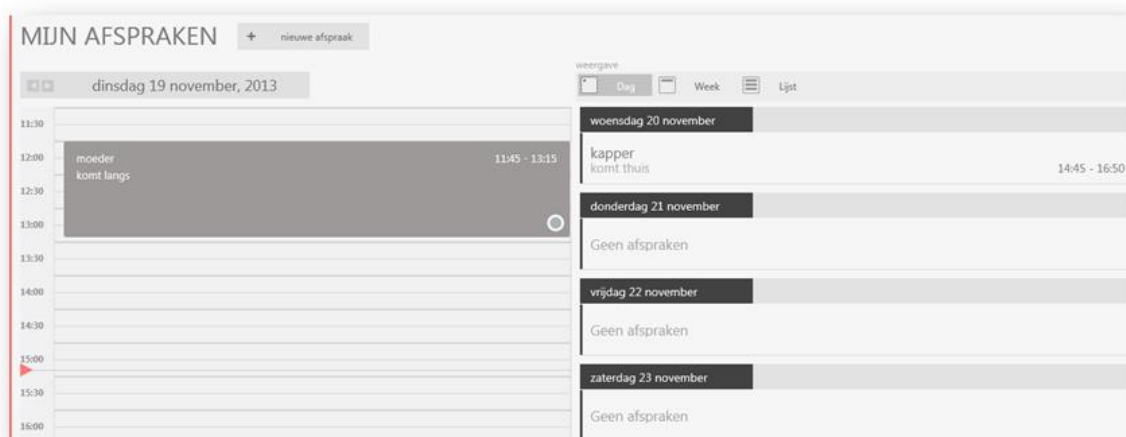 MIJN AFSPRAKEN
+ nieuwe afspraak
dinsdag 19 november, 2013
11:30
12:00
moeder 11:45 - 13:15
komt langs
12:30
13:00
13:30
14:00
14:30
15:00
15:30
16:00
weergave
Dag Week Lijst
woensdag 20 november
kapper
komt thuis 14:45 - 16:50
donderdag 21 november
Geen afspraken
vrijdag 22 november
Geen afspraken
zaterdag 23 november
Geen afspraken